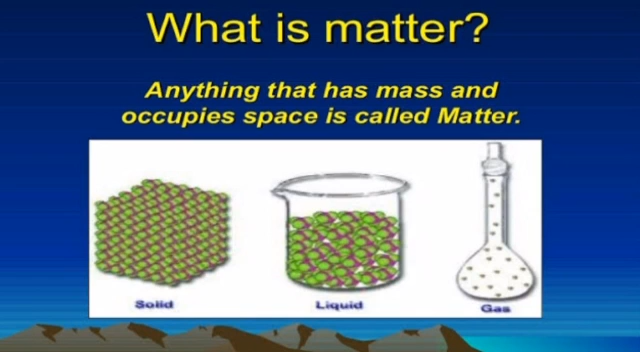 What is matter?
Anything that has mass and
occupies space is called Matter.
Solid
Liquid
Gas